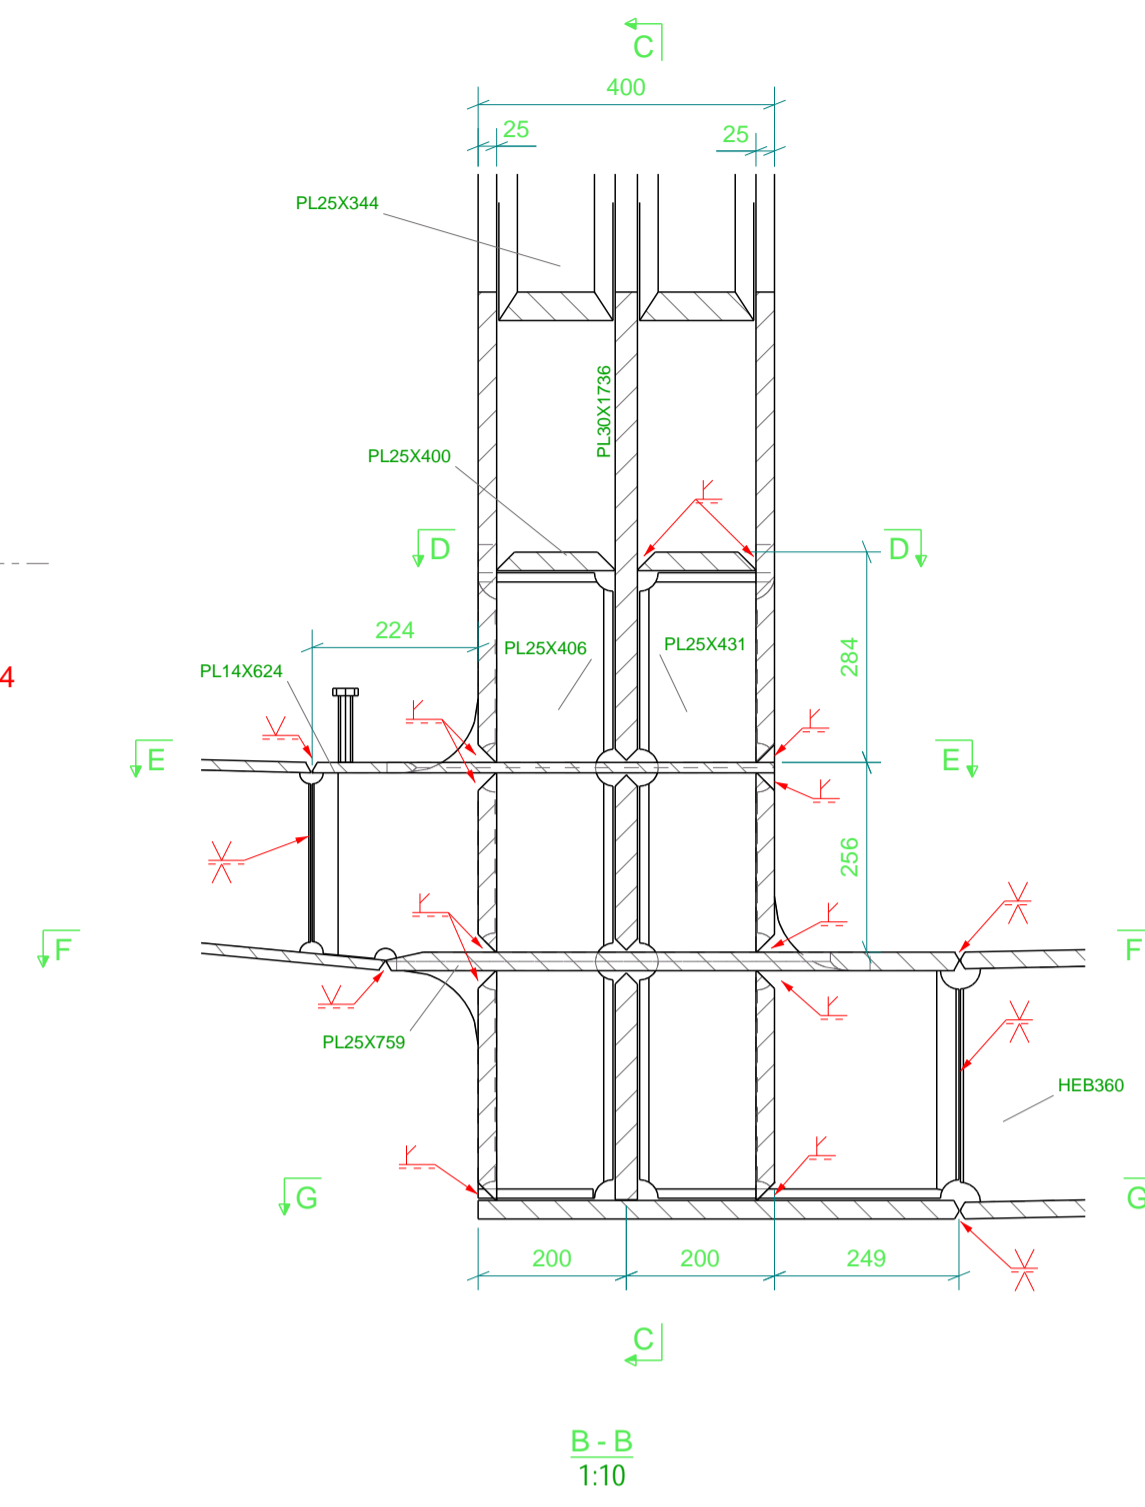 C
400
25
25
PL25X344
PL30X1736
PL25X400
D
D
224
PL25X406
PL25X431
284
PL14X624
4
E
E
256
F
F
PL25X759
HEB360
G
G
200
200
249
C
B - B
1:10